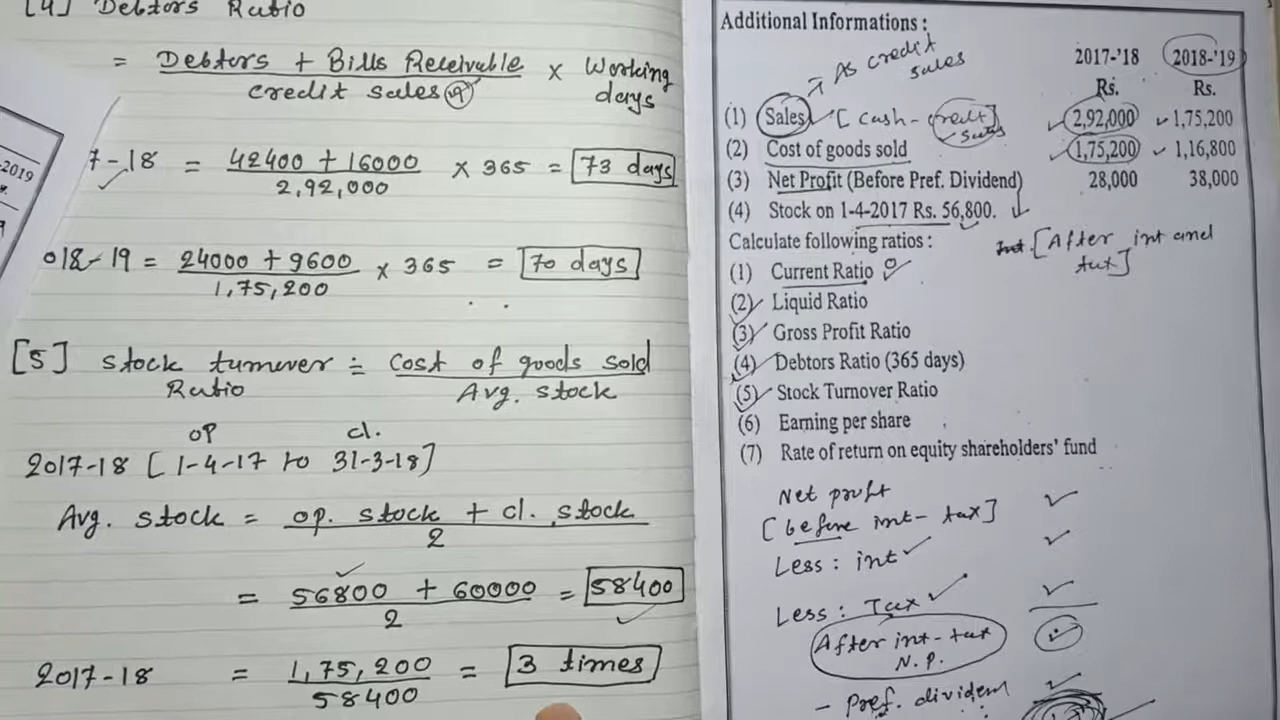 [4] Debtors Ratio
= Debtors + Bills Receivable × Working days
credit sales
7-18 = 42400 + 16000 × 365 = 73 days
2,92,000
018-19 = 24000 + 9600 × 365 = 70 days
1,75,200
[5] stock turnover = cost of goods sold
Ratio Avg. stock
op cl.
2017-18 [1-4-17 to 31-3-18]
Avg. stock = op. stock + cl. stock
2
= 56800 + 60000 = 58400
2
2017-18 = 1,75,200 = 3 times
58400
-2019
Additional Informations :
→ As credit sales
2017-'18 2018-'19
Rs. Rs.
(1) Sales [cash - credit] sales 2,92,000 1,75,200
(2) Cost of goods sold 1,75,200 1,16,800
(3) Net Profit (Before Pref. Dividend) 28,000 38,000
(4) Stock on 1-4-2017 Rs. 56,800.
Calculate following ratios :
[After int and tax]
(1) Current Ratio
(2) Liquid Ratio
(3) Gross Profit Ratio
(4) Debtors Ratio (365 days)
(5) Stock Turnover Ratio
(6) Earning per share
(7) Rate of return on equity shareholders' fund
Net profit
[before int - tax]
Less : int
Less : Tax
After int - tax
N.P.
- Pref. dividend